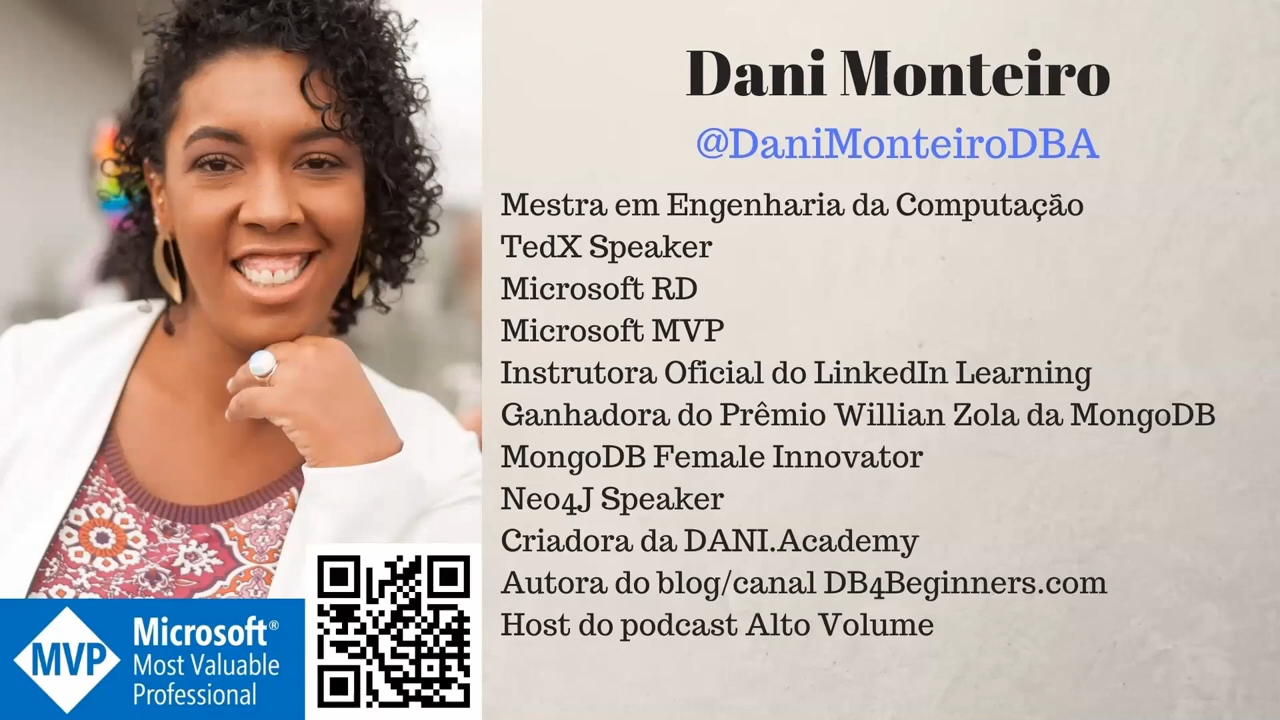 Dani Monteiro
@DaniMonteiroDBA
Mestra em Engenharia da Computação
TedX Speaker
Microsoft RD
Microsoft MVP
Instrutora Oficial do LinkedIn Learning
Ganhadora do Prêmio Willian Zola da MongoDB
MongoDB Female Innovator
Neo4J Speaker
Criadora da DANI.Academy
Autora do blog/canal DB4Beginners.com
Host do podcast Alto Volume
MVP
Microsoft®
Most Valuable
Professional